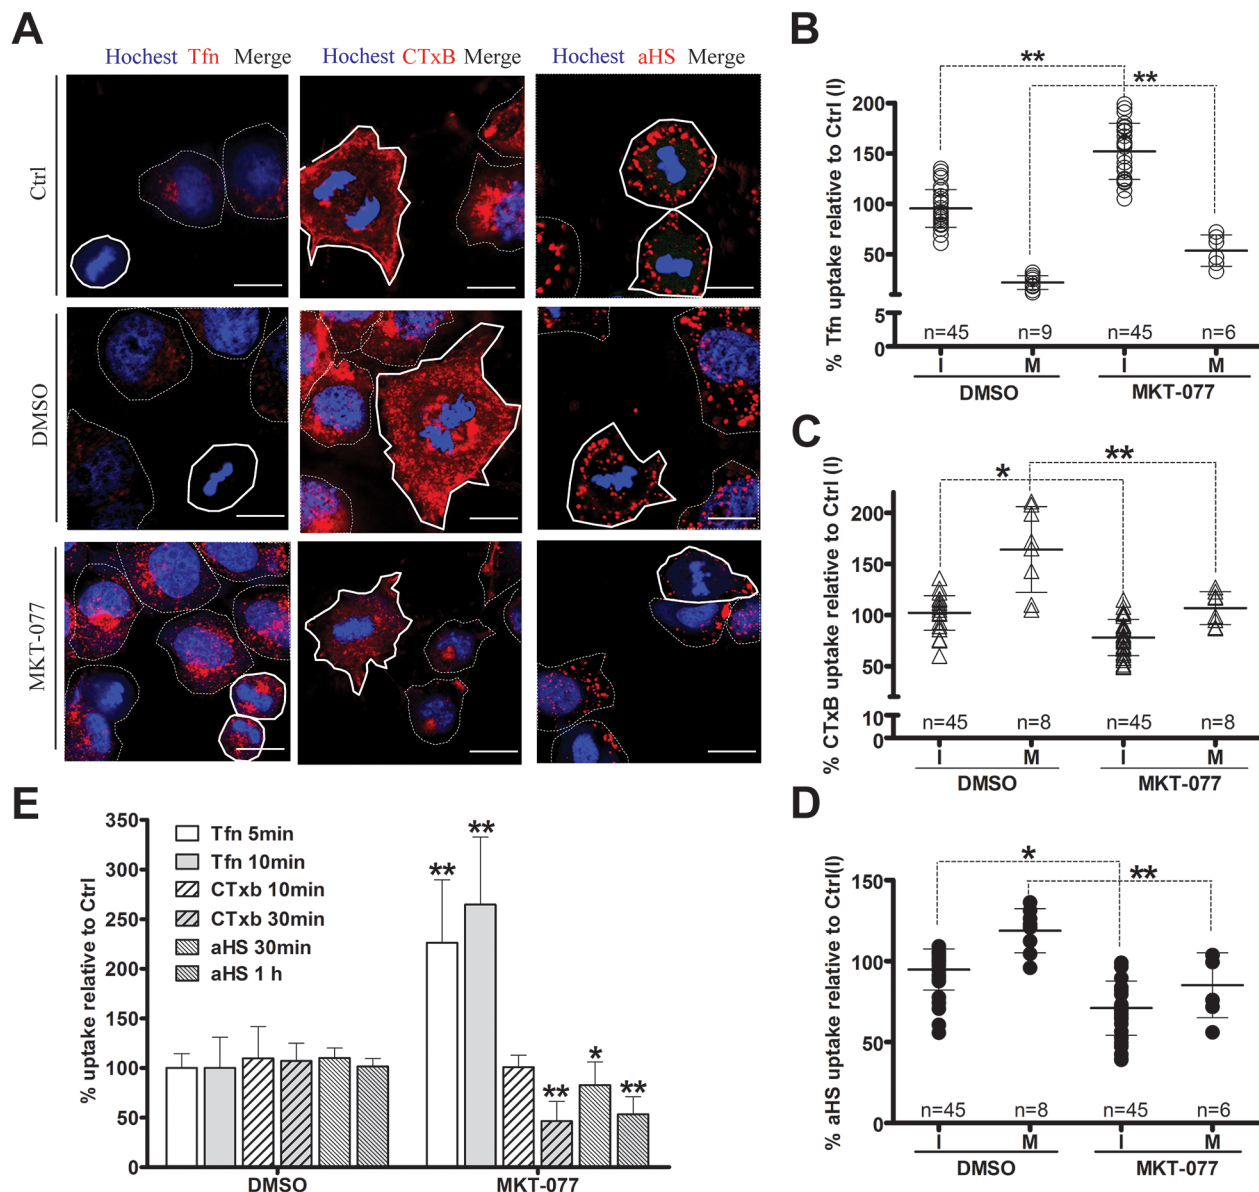 A
Hochest Tfn Merge
Hochest CTxB Merge
Hochest aHS Merge
Ctrl
DMSO
MKT-077
B
% Tfn uptake relative to Ctrl (I)
200
150
100
50
5
0
**
**
n=45
n=9
n=45
n=6
I
M
I
M
DMSO
MKT-077
C
% CTxB uptake relative to Ctrl (I)
200
150
100
50
10
0
*
**
n=45
n=8
n=45
n=8
I
M
I
M
DMSO
MKT-077
D
% aHS uptake relative to Ctrl(I)
150
100
50
0
*
**
n=45
n=8
n=45
n=6
I
M
I
M
DMSO
MKT-077
E
% uptake relative to Ctrl
350
300
250
200
150
100
50
0
Tfn 5min
Tfn 10min
CTxb 10min
CTxb 30min
aHS 30min
aHS 1 h
**
**
**
*
**
DMSO
MKT-077